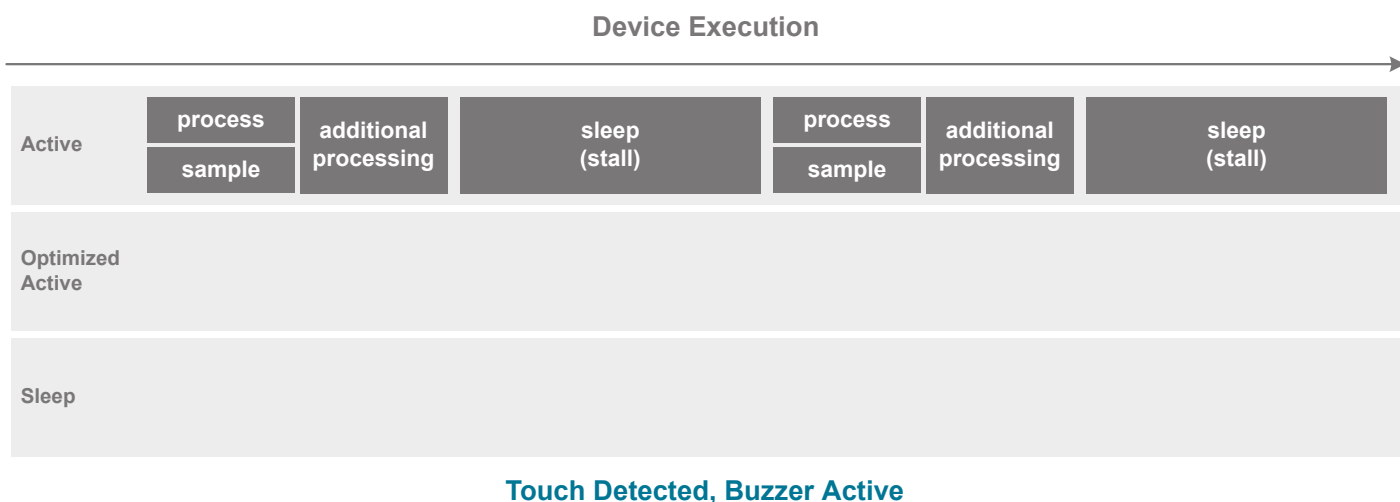 Device Execution
Active
process
sample
additional
processing
sleep
(stall)
process
sample
additional
processing
sleep
(stall)
Optimized
Active
Sleep
Touch Detected, Buzzer Active